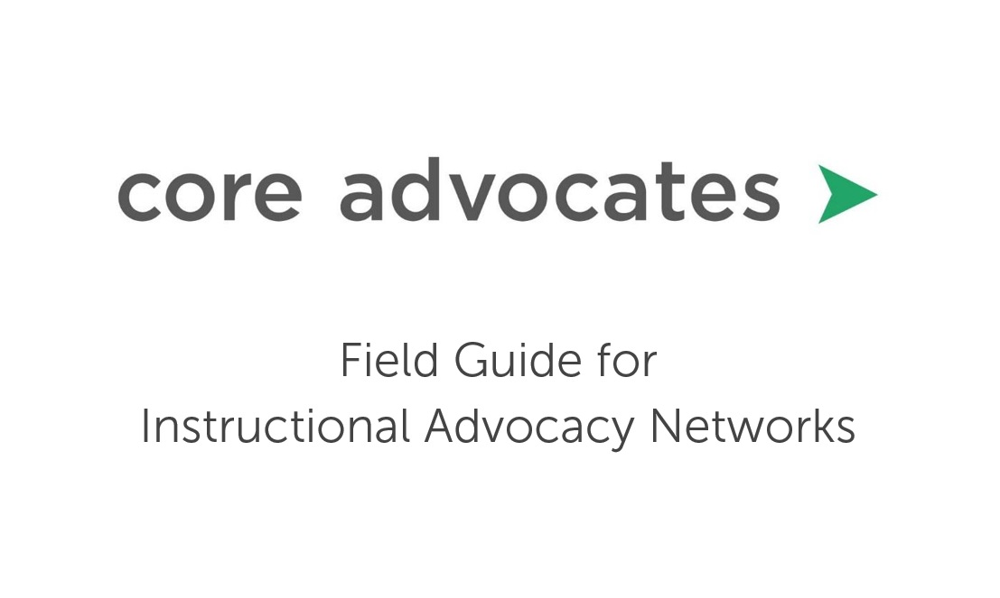 core advocates
Field Guide for
Instructional Advocacy Networks